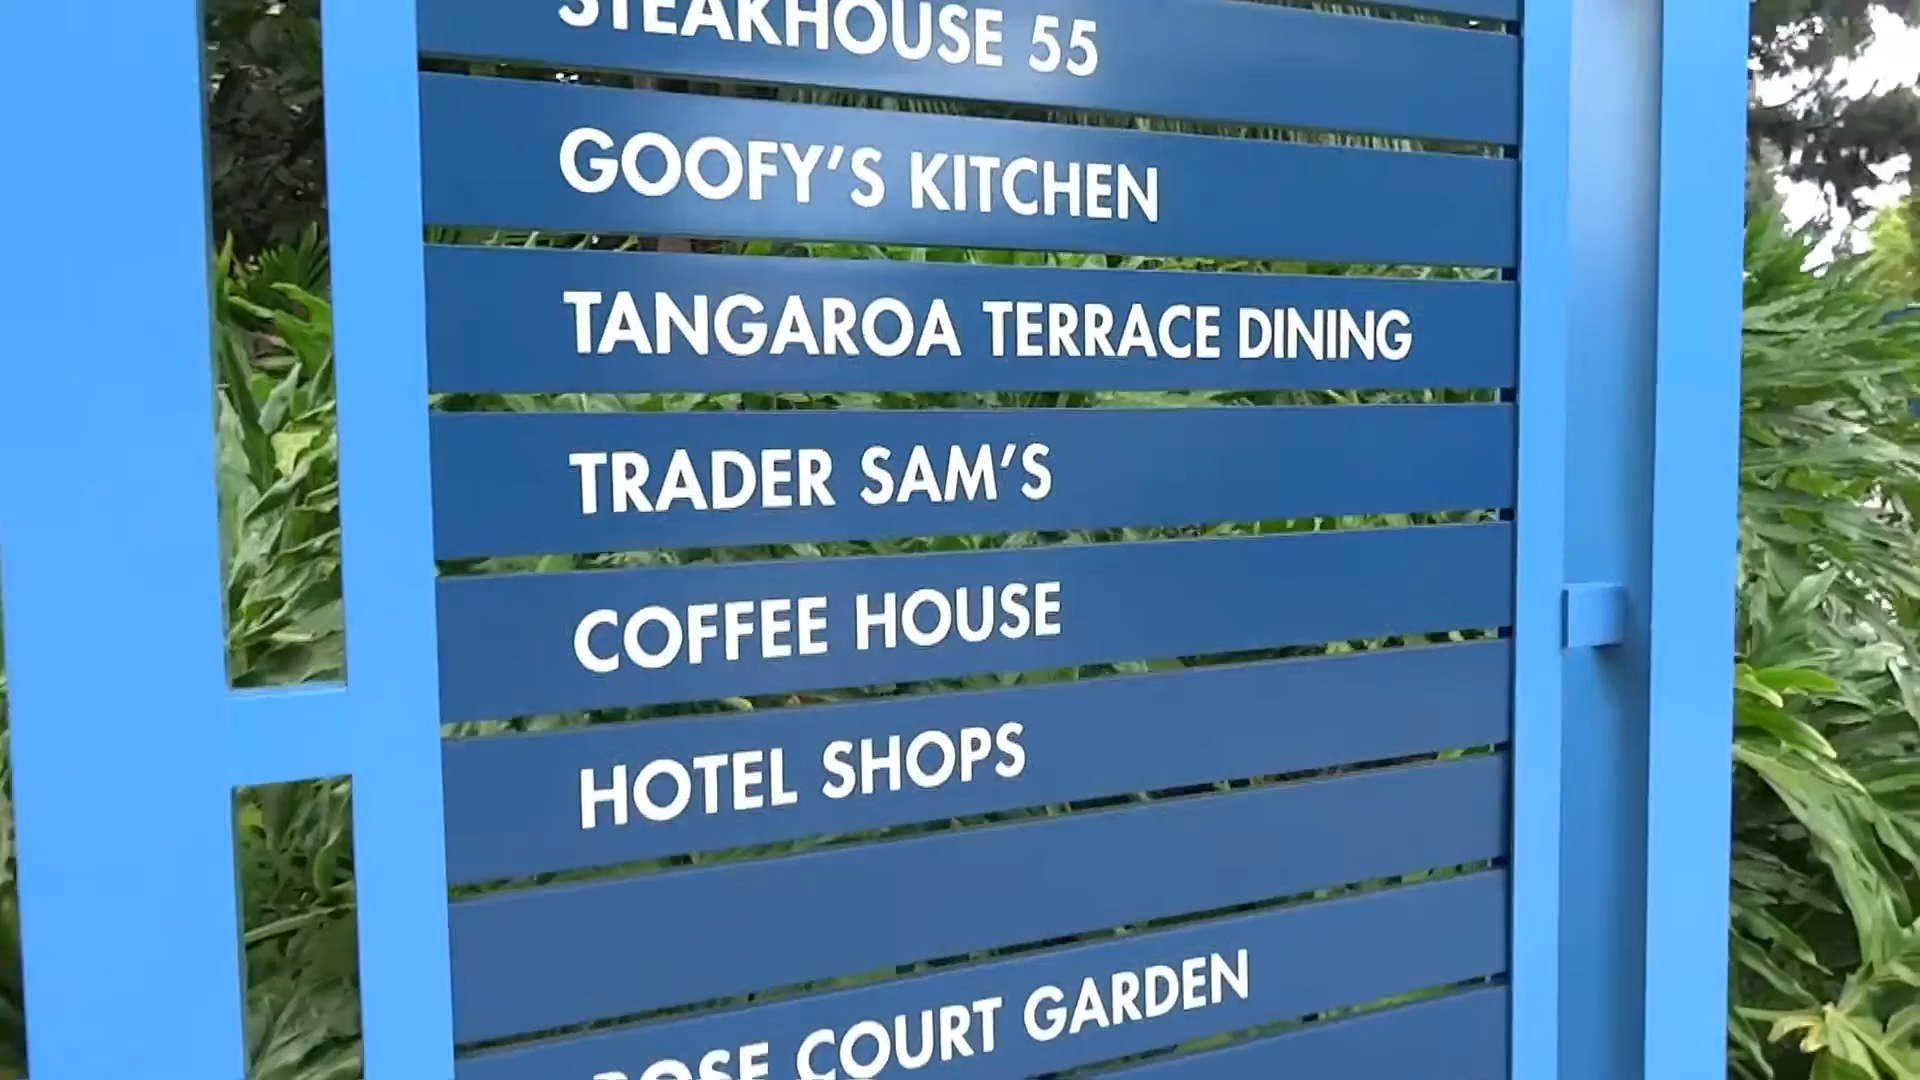 STEAKHOUSE 55
GOOFY'S KITCHEN
TANGAROA TERRACE DINING
TRADER SAM'S
COFFEE HOUSE
HOTEL SHOPS
ROSE COURT GARDEN